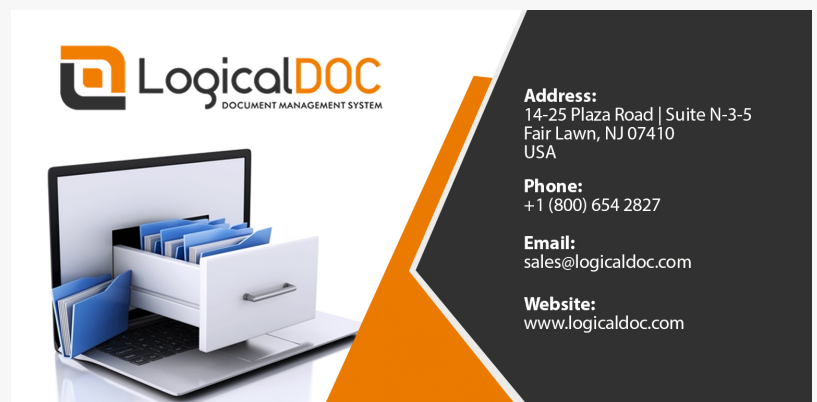 LogicalDOC
DOCUMENT MANAGEMENT SYSTEM
Address:
14-25 Plaza Road | Suite N-3-5
Fair Lawn, NJ 07410
USA
Phone:
+1 (800) 654 2827
Email:
sales@logicaldoc.com
Website:
www.logicaldoc.com